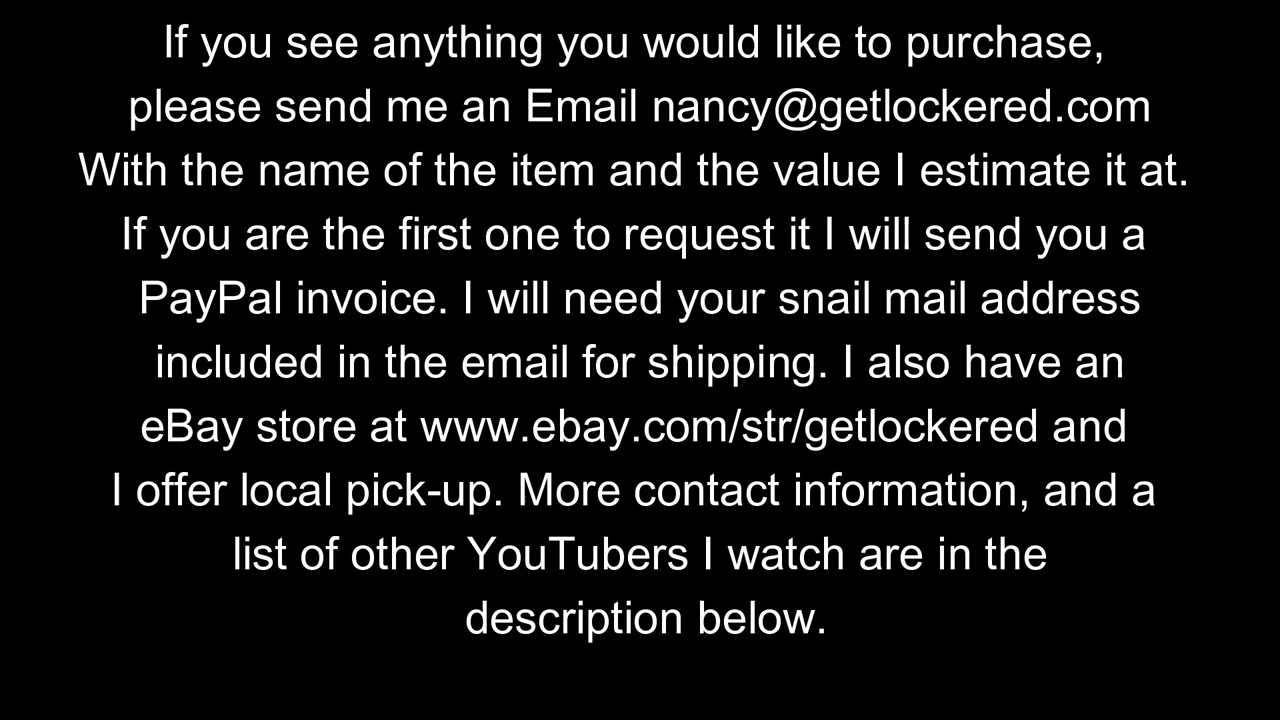 If you see anything you would like to purchase,
please send me an Email nancy@getlockered.com
With the name of the item and the value I estimate it at.
If you are the first one to request it I will send you a
PayPal invoice. I will need your snail mail address
included in the email for shipping. I also have an
eBay store at www.ebay.com/str/getlockered and
I offer local pick-up. More contact information, and a
list of other YouTubers I watch are in the
description below.